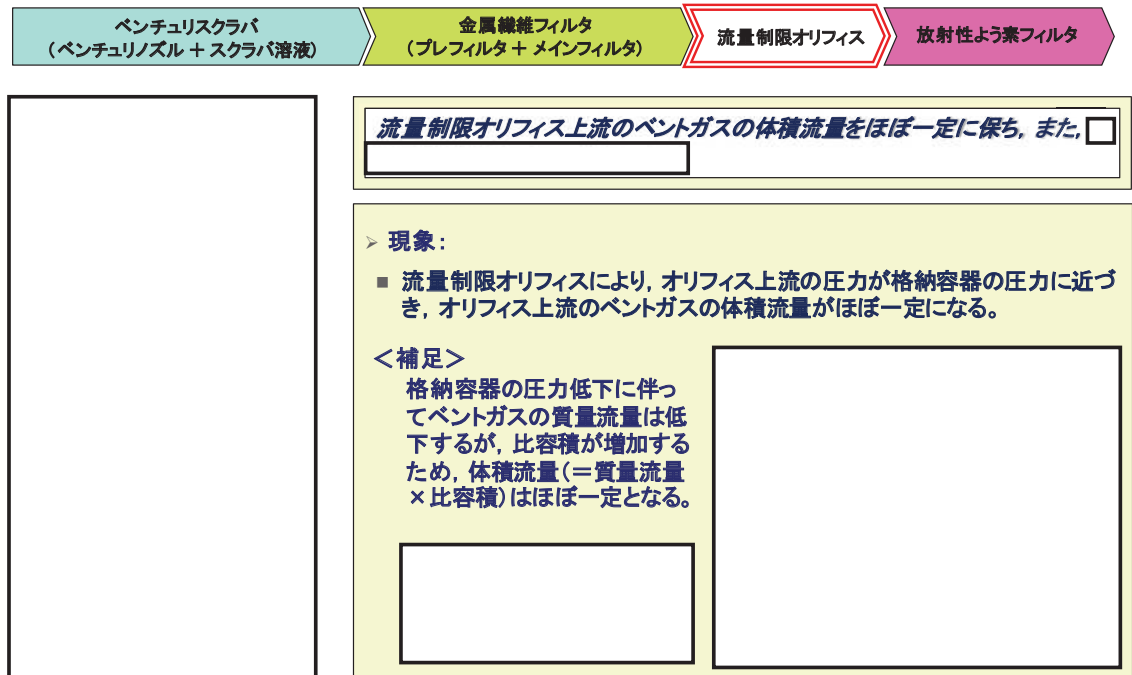 ベンチュリスクラバ
（ベンチュリノズル ＋ スクラバ溶液）
金属繊維フィルタ
（プレフィルタ＋ メインフィルタ）
流量制限オリフィス
放射性よう素フィルタ
流量制限オリフィス上流のベントガスの体積流量をほぼ一定に保ち，また，
➢ 現象：
■ 流量制限オリフィスにより，オリフィス上流の圧力が格納容器の圧力に近づ
き，オリフィス上流のベントガスの体積流量がほぼ一定になる。
＜補足＞
格納容器の圧力低下に伴っ
てベントガスの質量流量は低
下するが，比容積が増加する
ため，体積流量（＝質量流量
×比容積）はほぼ一定となる。